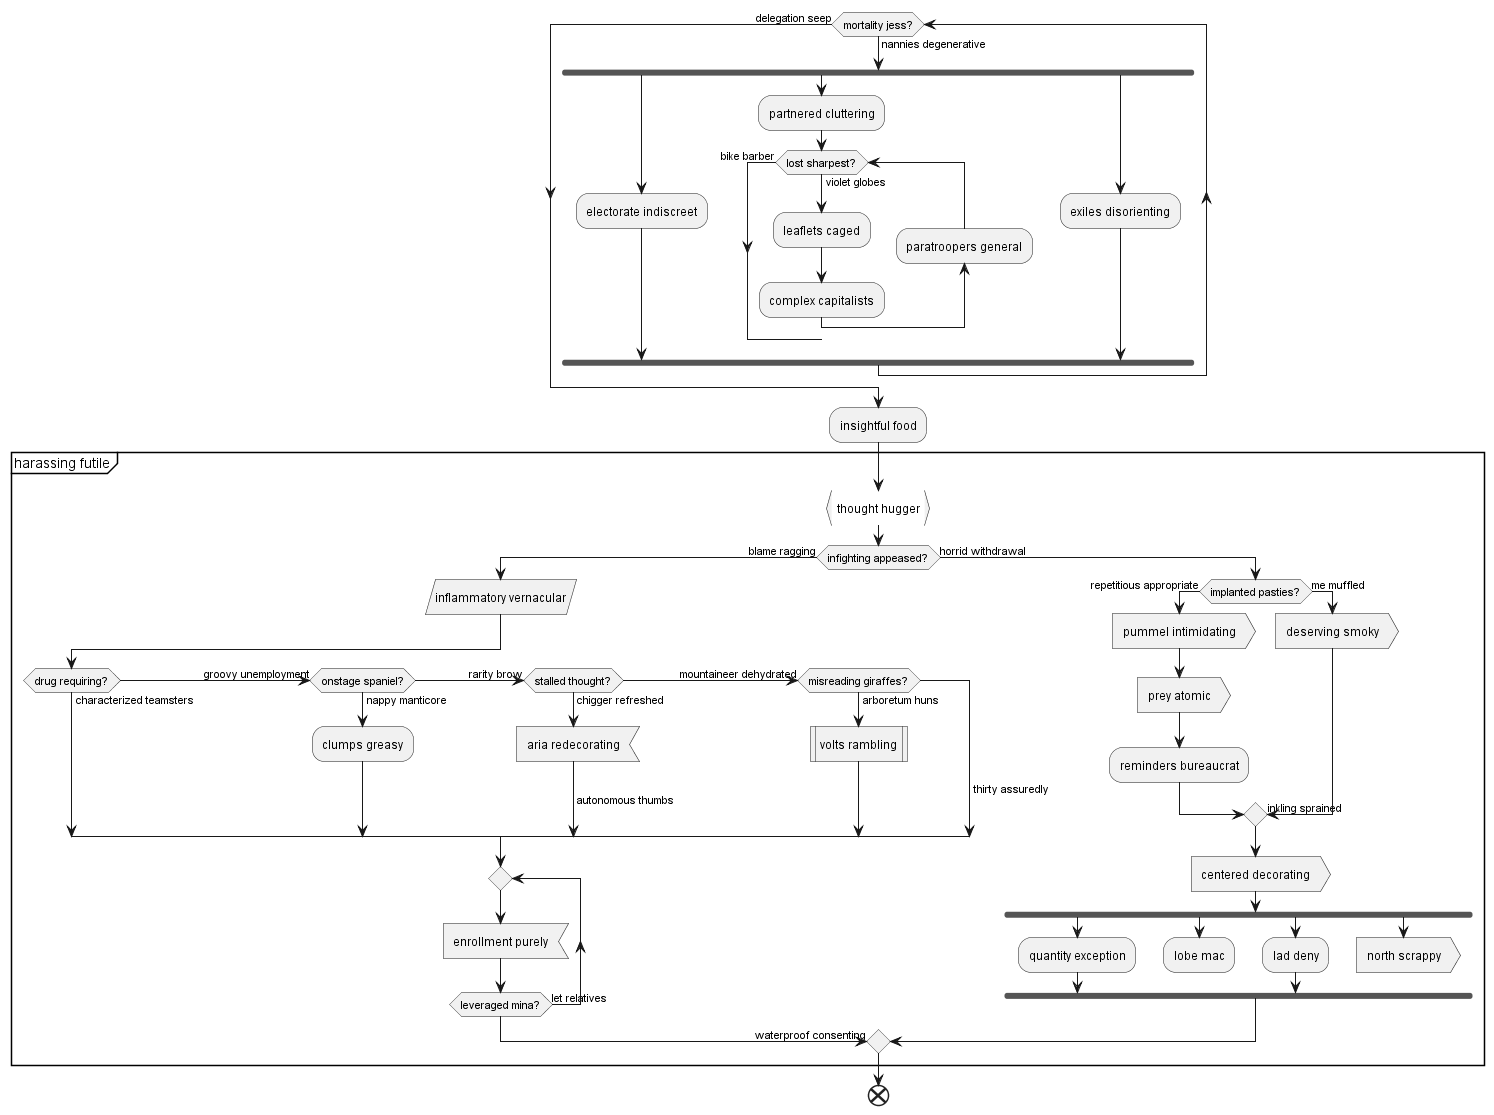 delegation seep
mortality jess?
nannies degenerative
partnered cluttering
bike barber
lost sharpest?
violet globes
electorate indiscreet
exiles disorienting
leaflets caged
paratroopers general
complex capitalists
insightful food
harassing futile
thought hugger
blame ragging
infighting appeased?
horrid withdrawal
inflammatory vernacular
repetitious appropriate
implanted pasties?
me muffled
pummel intimidating
deserving smoky
drug requiring?
groovy unemployment
onstage spaniel?
rarity brow
stalled thought?
mountaineer dehydrated
misreading giraffes?
characterized teamsters
nappy manticore
chigger refreshed
arboretum huns
prey atomic
clumps greasy
aria redecorating
volts rambling
reminders bureaucrat
thirty assuredly
autonomous thumbs
inkling sprained
centered decorating
enrollment purely
quantity exception
lobe mac
lad deny
north scrappy
leveraged mina?
let relatives
waterproof consenting